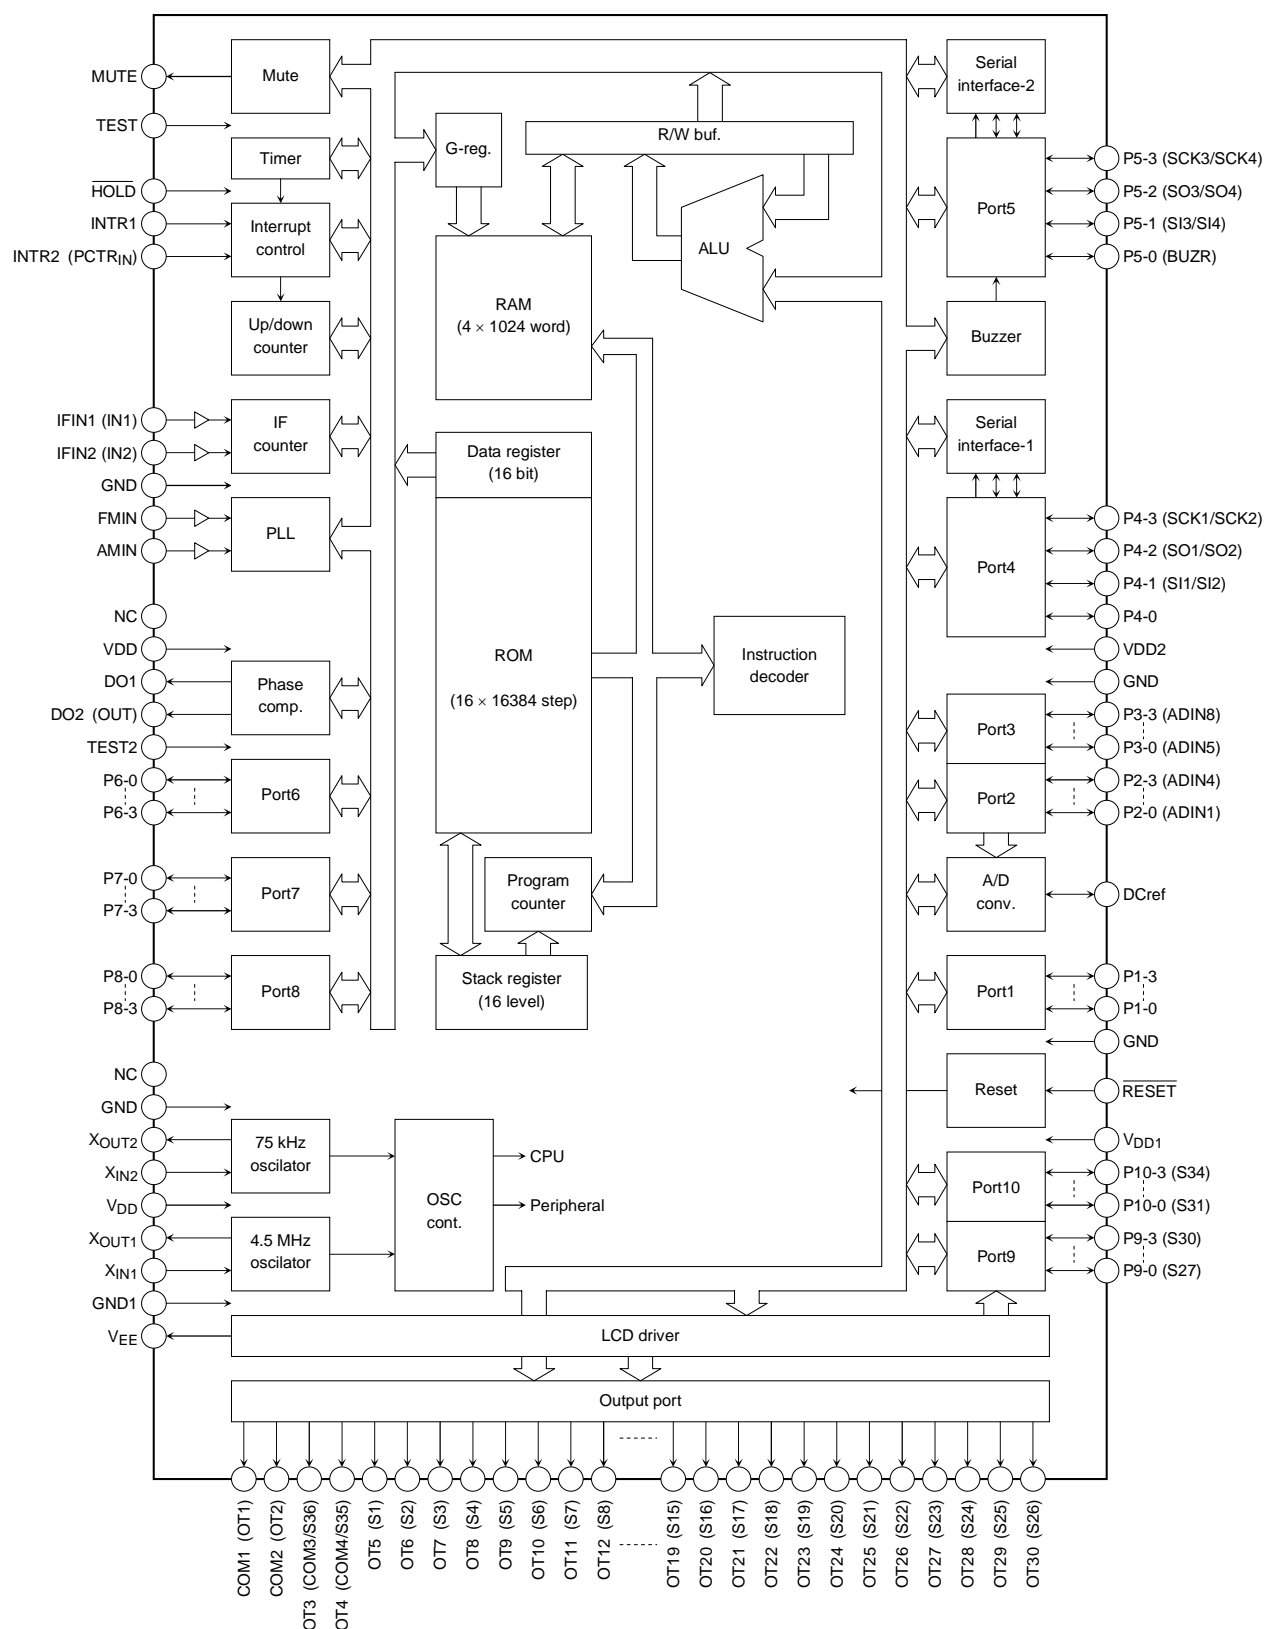 MUTE
TEST
HOLD
INTR1
INTR2 (PCTRIN)
IFIN1 (IN1)
IFIN2 (IN2)
GND
FMIN
AMIN
NC
VDD
DO1
DO2 (OUT)
TEST2
P6-0
P6-3
P7-0
P7-3
P8-0
P8-3
NC
GND
XOUT2
XIN2
VDD
XOUT1
XIN1
GND1
VEE
Mute
Timer
Interrupt
control
Up/down
counter
IF
counter
PLL
Phase
comp.
Port6
Port7
Port8
75 kHz
oscilator
4.5 MHz
oscilator
OSC
cont.
CPU
Peripheral
G-reg.
R/W buf.
ALU
RAM
(4 × 1024 word)
Data register
(16 bit)
ROM
(16 × 16384 step)
Instruction
decoder
Program
counter
Stack register
(16 level)
Serial
interface-2
Port5
Buzzer
Serial
interface-1
Port4
Port3
Port2
A/D
conv.
Port1
Reset
Port10
Port9
P5-3 (SCK3/SCK4)
P5-2 (SO3/SO4)
P5-1 (SI3/SI4)
P5-0 (BUZR)
P4-3 (SCK1/SCK2)
P4-2 (SO1/SO2)
P4-1 (SI1/SI2)
P4-0
VDD2
GND
P3-3 (ADIN8)
P3-0 (ADIN5)
P2-3 (ADIN4)
P2-0 (ADIN1)
DCref
P1-3
P1-0
GND
RESET
VDD1
P10-3 (S34)
P10-0 (S31)
P9-3 (S30)
P9-0 (S27)
LCD driver
Output port
COM1 (OT1)
COM2 (OT2)
OT3 (COM3/S36)
OT4 (COM4/S35)
OT5 (S1)
OT6 (S2)
OT7 (S3)
OT8 (S4)
OT9 (S5)
OT10 (S6)
OT11 (S7)
OT12 (S8)
OT19 (S15)
OT20 (S16)
OT21 (S17)
OT22 (S18)
OT23 (S19)
OT24 (S20)
OT25 (S21)
OT26 (S22)
OT27 (S23)
OT28 (S24)
OT29 (S25)
OT30 (S26)